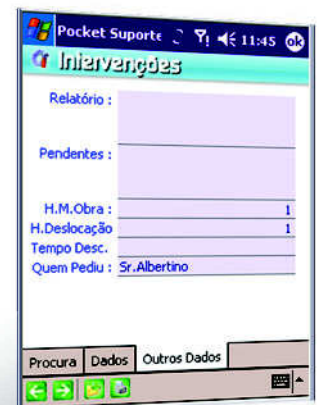 Pocket Suporte 11:45 ok
Intervenções
Relatório :
Pendentes :
H.M.Obra : 1
H.Deslocação 1
Tempo Desc.
Quem Pediu : Sr.Albertino
Procura Dados Outros Dados